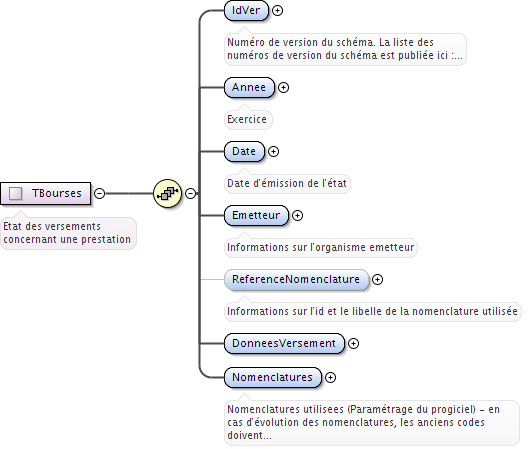 IdVer
Numéro de version du schéma. La liste des
numéros de version du schéma est publiée ici :...
Annee
Exercice
Date
Date d'émission de l'état
TBourses
Etat des versements
concernant une prestation
Emetteur
Informations sur l'organisme emetteur
ReferenceNomenclature
Informations sur l'id et le libelle de la nomenclature utilisée
DonneesVersement
Nomenclatures
Nomenclatures utilisees (Paramétrage du progiciel) - en
cas d'évolution des nomenclatures, les anciens codes
doivent...